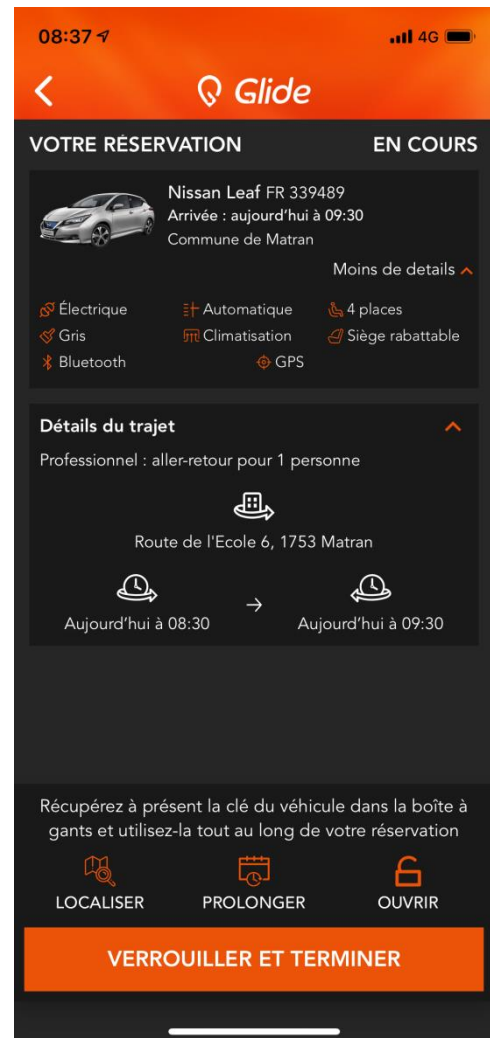 08:37 4G
Glide
VOTRE RÉSERVATION EN COURS
Nissan Leaf FR 339489
Arrivée : aujourd'hui à 09:30
Commune de Matran
Moins de details
Électrique Automatique 4 places
Gris Climatisation Siège rabattable
Bluetooth GPS
Détails du trajet
Professionnel : aller-retour pour 1 personne
Route de l'Ecole 6, 1753 Matran
Aujourd'hui à 08:30 → Aujourd'hui à 09:30
Récupérez à présent la clé du véhicule dans la boîte à
gants et utilisez-la tout au long de votre réservation
LOCALISER PROLONGER OUVRIR
VERROUILLER ET TERMINER